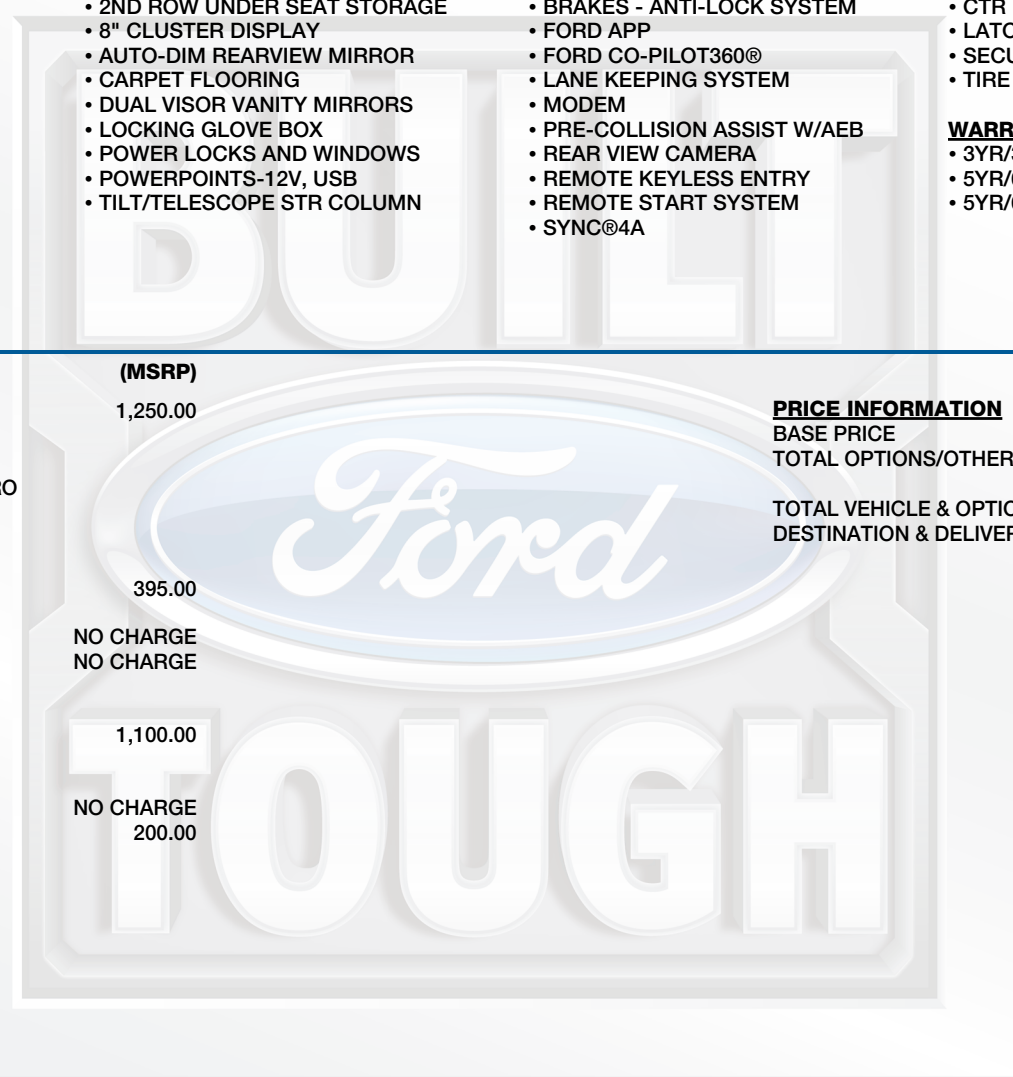 • 2ND ROW UNDER SEAT STORAGE
• 8" CLUSTER DISPLAY
• AUTO-DIM REARVIEW MIRROR
• CARPET FLOORING
• DUAL VISOR VANITY MIRRORS
• LOCKING GLOVE BOX
• POWER LOCKS AND WINDOWS
• POWERPOINTS-12V, USB
• TILT/TELESCOPE STR COLUMN
• BRAKES - ANTI-LOCK SYSTEM
• FORD APP
• FORD CO-PILOT360®
• LANE KEEPING SYSTEM
• MODEM
• PRE-COLLISION ASSIST W/AEB
• REAR VIEW CAMERA
• REMOTE KEYLESS ENTRY
• REMOTE START SYSTEM
• SYNC®4A
• CTR
• LATC
• SECU
• TIRE
WARR
• 3YR/3
• 5YR/6
• 5YR/6
BUILT
Ford
TOUGH
RO
(MSRP)
1,250.00
395.00
NO CHARGE
NO CHARGE
1,100.00
NO CHARGE
200.00
PRICE INFORMATION
BASE PRICE
TOTAL OPTIONS/OTHER
TOTAL VEHICLE & OPTIO
DESTINATION & DELIVER